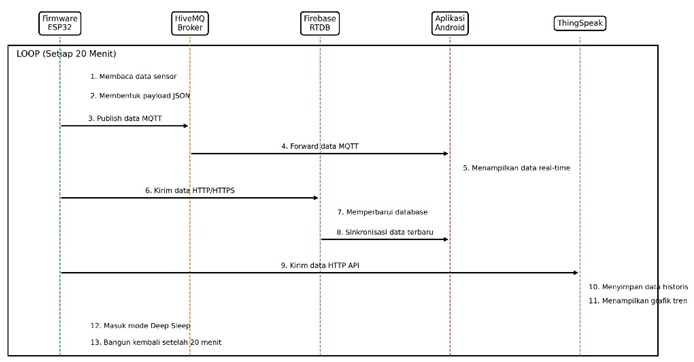 Firmware
ESP32
HiveMQ
Broker
Firebase
RTDB
Aplikasi
Android
ThingSpeak
LOOP (Setiap 20 Menit)
1. Membaca data sensor
2. Membentuk payload JSON
3. Publish data MQTT
4. Forward data MQTT
5. Menampilkan data real-time
6. Kirim data HTTP/HTTPS
7. Memperbarui database
8. Sinkronisasi data terbaru
9. Kirim data HTTP API
10. Menyimpan data historis
11. Menampilkan grafik tren
12. Masuk mode Deep Sleep
13. Bangun kembali setelah 20 menit